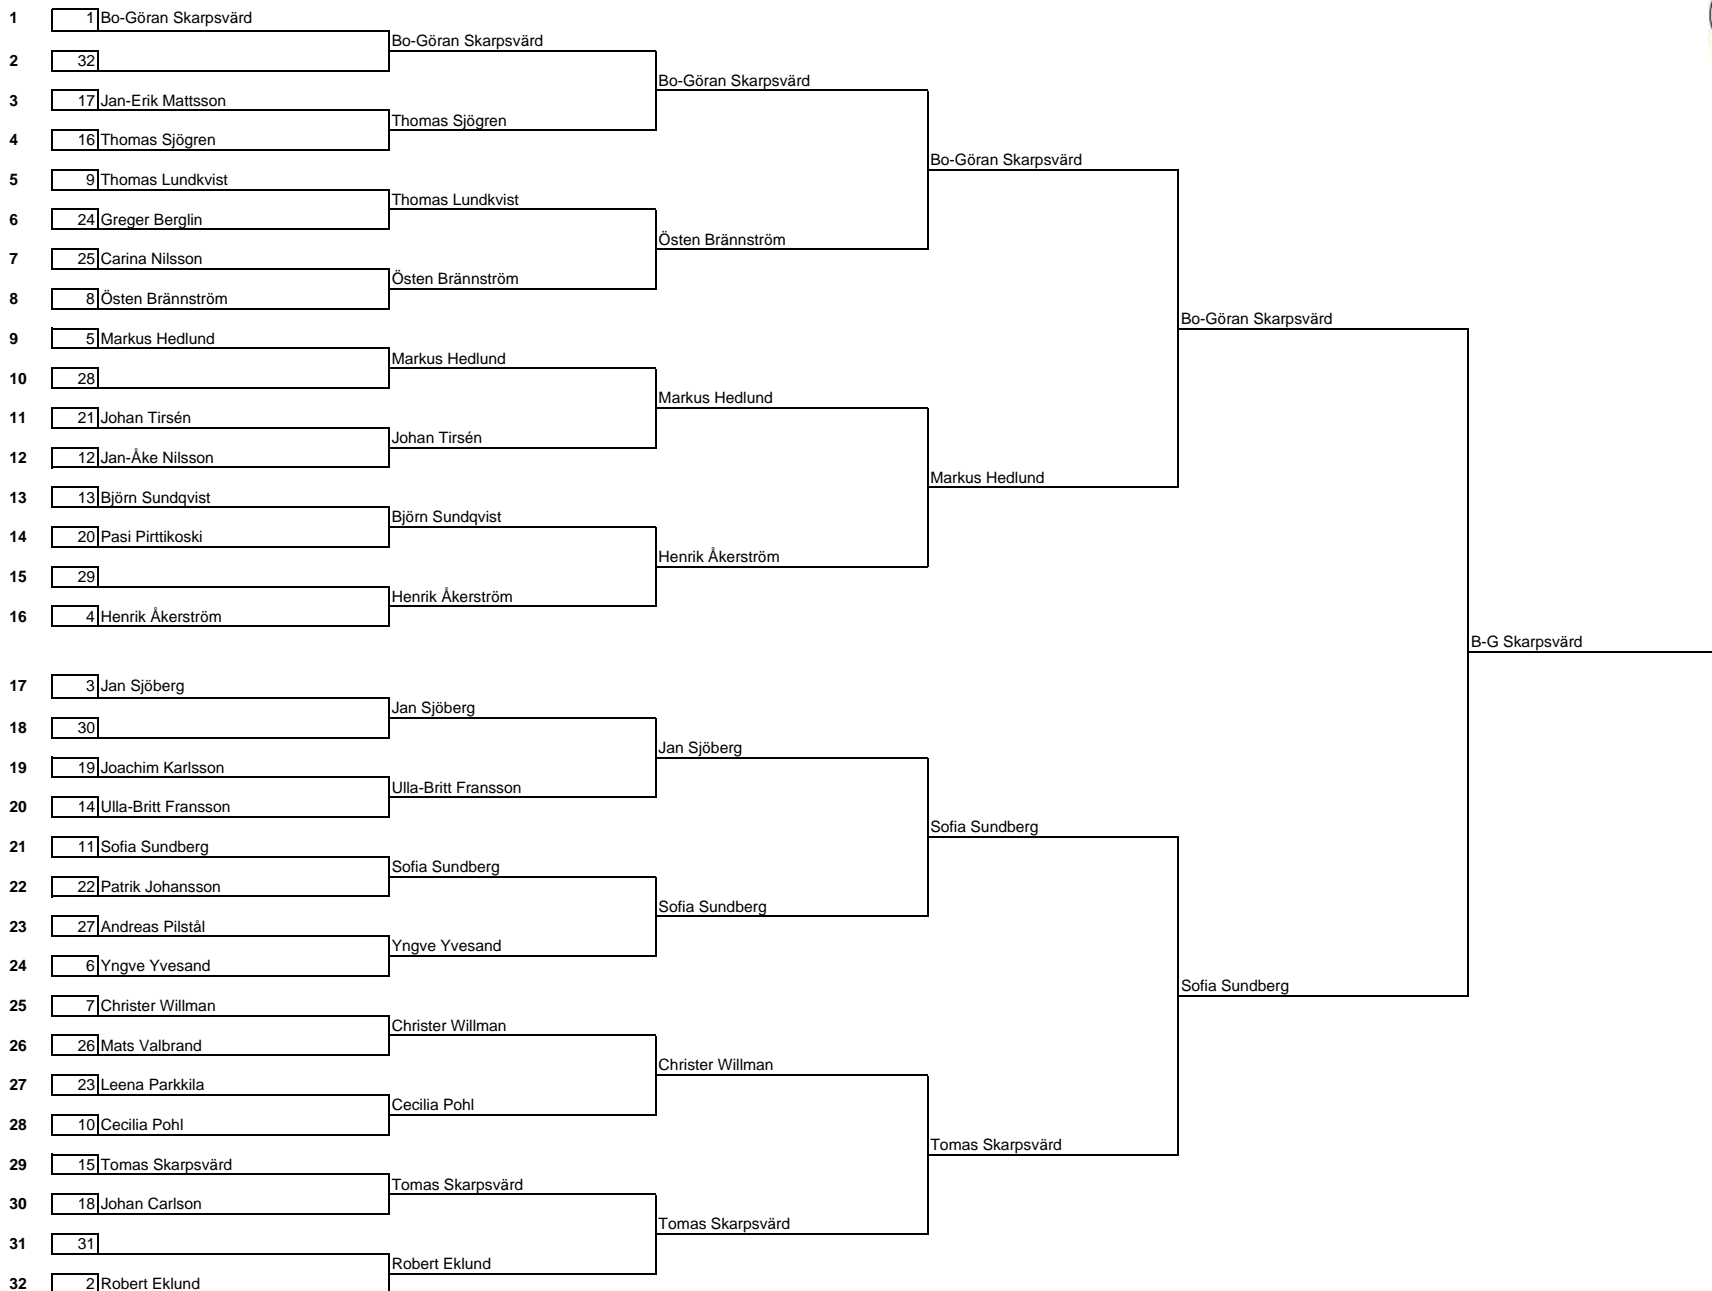 1 1 Bo-Göran Skarpsvärd
Bo-Göran Skarpsvärd
2 32
Bo-Göran Skarpsvärd
3 17 Jan-Erik Mattsson
Thomas Sjögren
4 16 Thomas Sjögren
Bo-Göran Skarpsvärd
5 9 Thomas Lundkvist
Thomas Lundkvist
6 24 Greger Berglin
Östen Brännström
7 25 Carina Nilsson
Östen Brännström
8 8 Östen Brännström
Bo-Göran Skarpsvärd
9 5 Markus Hedlund
Markus Hedlund
10 28
Markus Hedlund
11 21 Johan Tirsén
Johan Tirsén
12 12 Jan-Åke Nilsson
Markus Hedlund
13 13 Björn Sundqvist
Björn Sundqvist
14 20 Pasi Pirttikoski
Henrik Åkerström
15 29
Henrik Åkerström
16 4 Henrik Åkerström
B-G Skarpsvärd
17 3 Jan Sjöberg
Jan Sjöberg
18 30
Jan Sjöberg
19 19 Joachim Karlsson
Ulla-Britt Fransson
20 14 Ulla-Britt Fransson
Sofia Sundberg
21 11 Sofia Sundberg
Sofia Sundberg
22 22 Patrik Johansson
Sofia Sundberg
23 27 Andreas Pilstål
Yngve Yvesand
24 6 Yngve Yvesand
Sofia Sundberg
25 7 Christer Willman
Christer Willman
26 26 Mats Valbrand
Christer Willman
27 23 Leena Parkkila
Cecilia Pohl
28 10 Cecilia Pohl
Tomas Skarpsvärd
29 15 Tomas Skarpsvärd
Tomas Skarpsvärd
30 18 Johan Carlson
Tomas Skarpsvärd
31 31
Robert Eklund
32 2 Robert Eklund